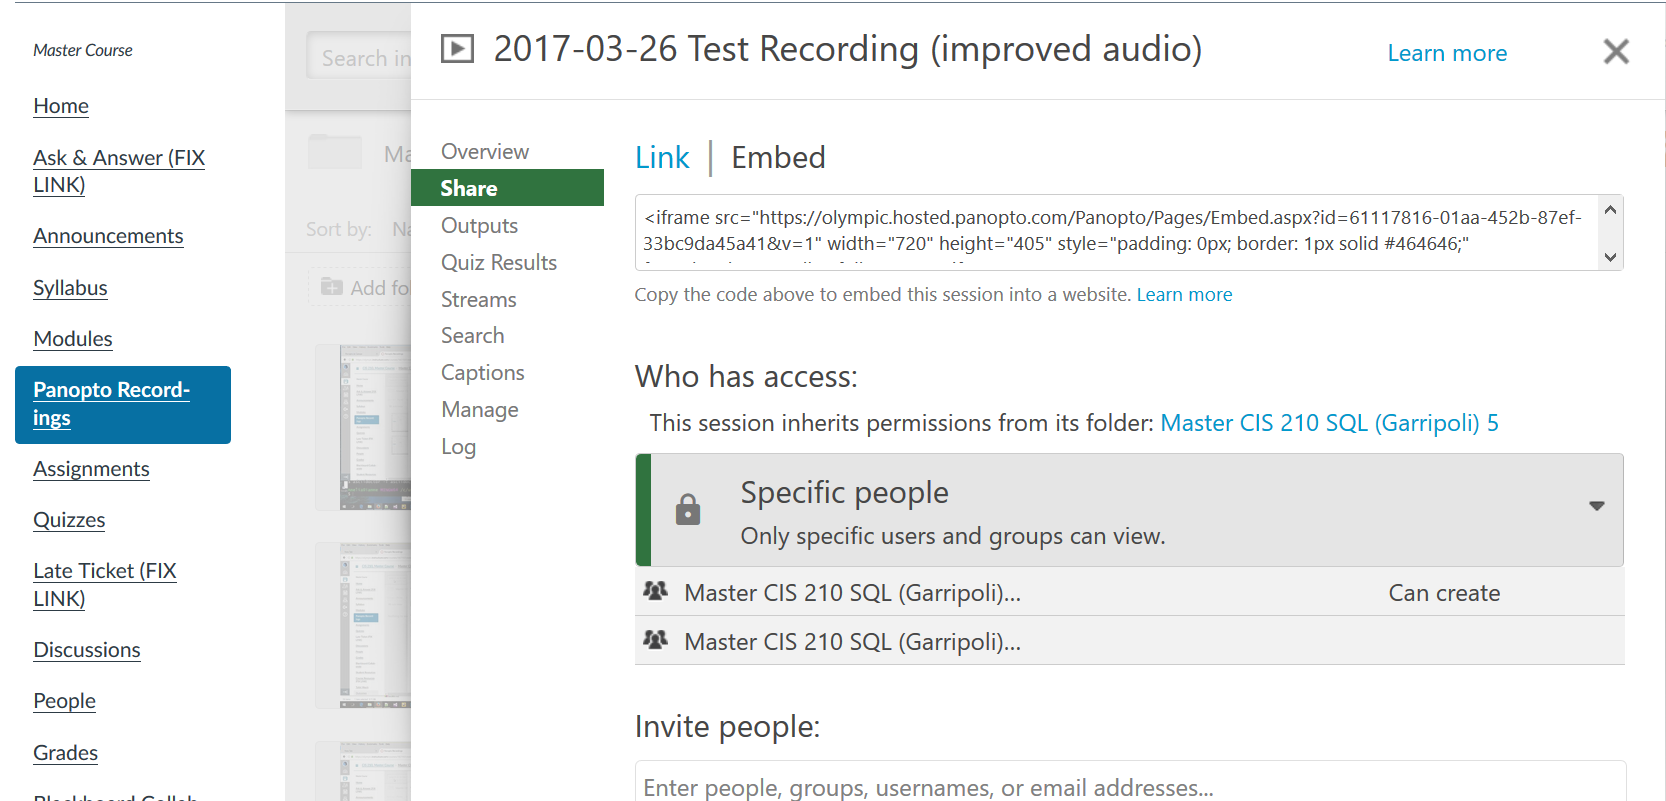 Master Course
Home
Ask & Answer (FIX
LINK)
Announcements
Syllabus
Modules
Panopto Record-
ings
Assignments
Quizzes
Late Ticket (FIX
LINK)
Discussions
People
Grades
Search in
Ma
Sort by: Na
Add fol
2017-03-26 Test Recording (improved audio)
Learn more
Overview
Share
Outputs
Quiz Results
Streams
Search
Captions
Manage
Log
Link | Embed
<iframe src="https://olympic.hosted.panopto.com/Panopto/Pages/Embed.aspx?id=61117816-01aa-452b-87ef-
33bc9da45a41&v=1" width="720" height="405" style="padding: 0px; border: 1px solid #464646;"
Copy the code above to embed this session into a website. Learn more
Who has access:
This session inherits permissions from its folder: Master CIS 210 SQL (Garripoli) 5
Specific people
Only specific users and groups can view.
Master CIS 210 SQL (Garripoli)... Can create
Master CIS 210 SQL (Garripoli)...
Invite people:
Enter people, groups, usernames, or email addresses...